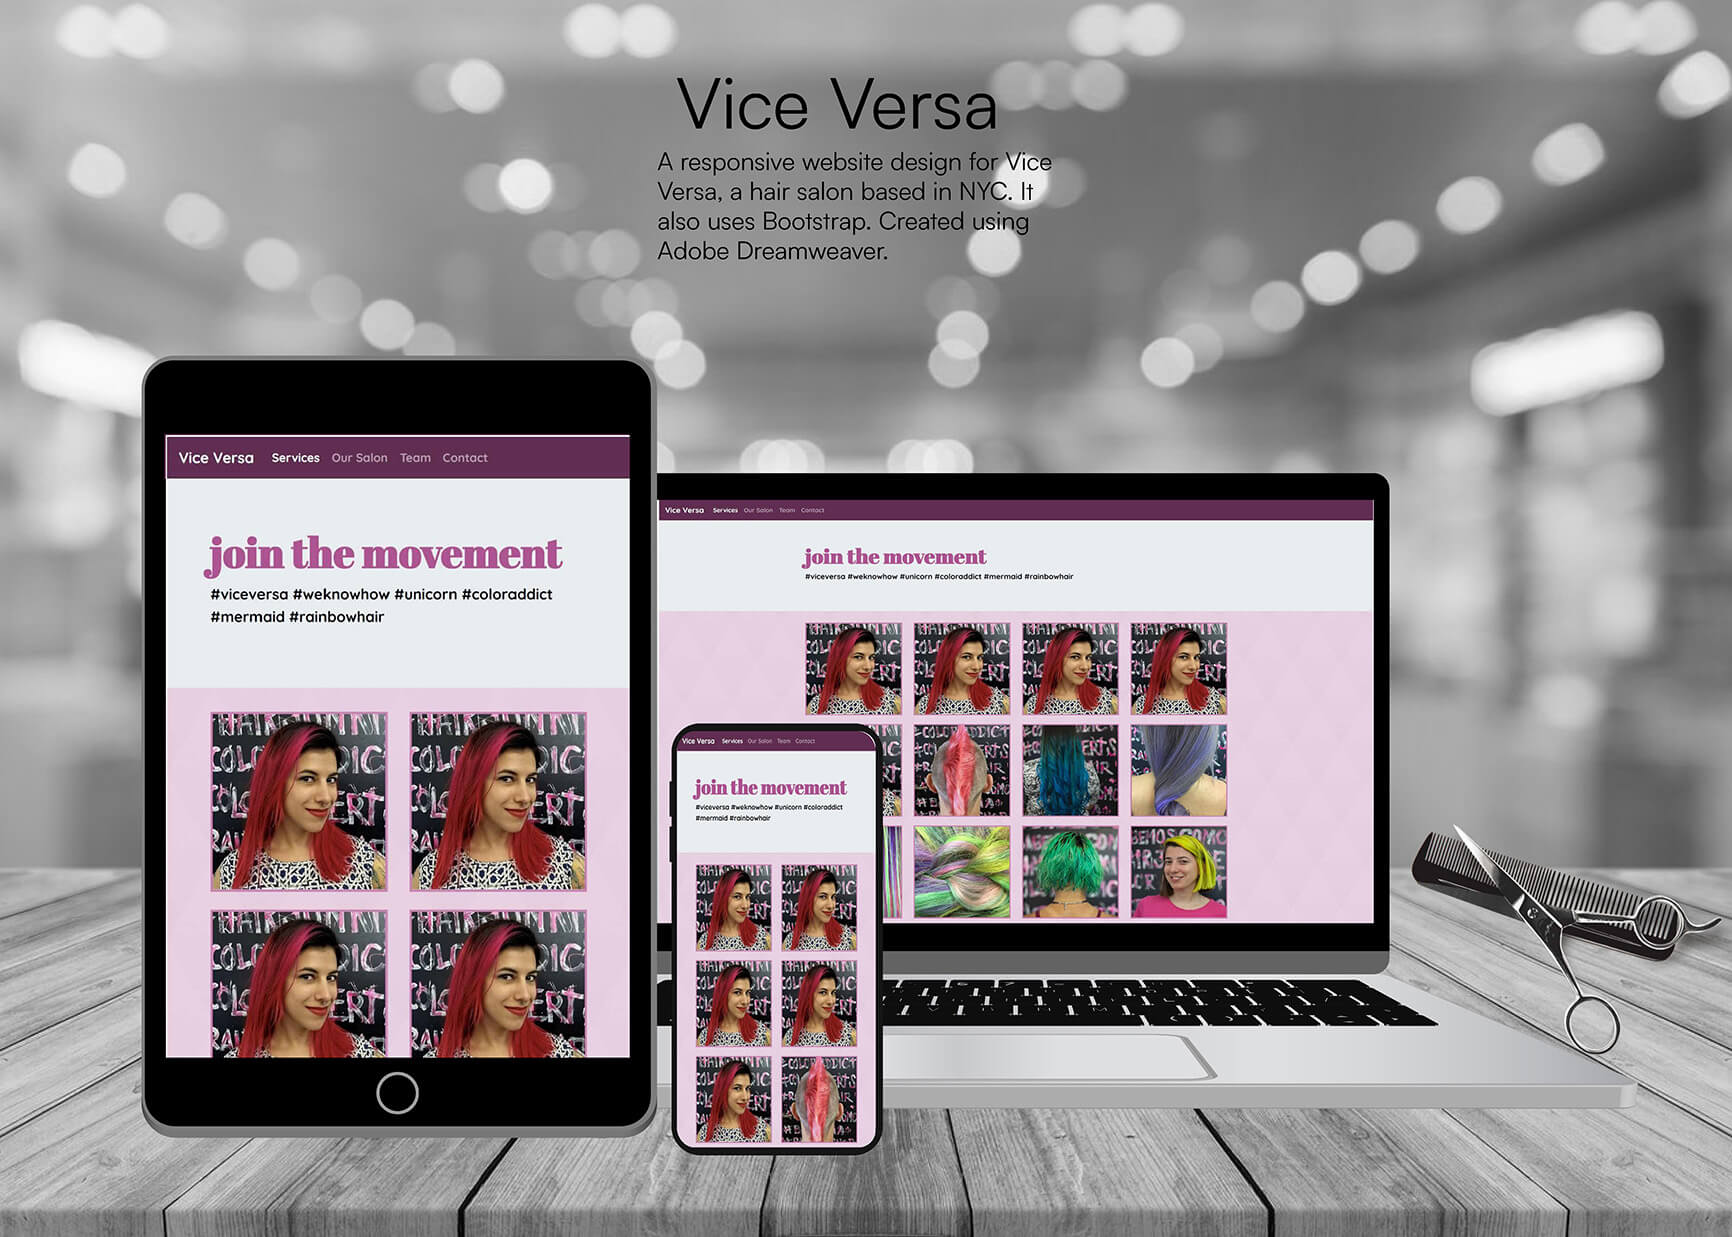 Vice Versa
A responsive website design for Vice
Versa, a hair salon based in NYC. It
also uses Bootstrap. Created using
Adobe Dreamweaver.
Vice Versa Services Our Salon Team Contact
join the movement
#viceversa #weknowhow #unicorn #coloraddict
#mermaid #rainbowhair
Vice Versa Services Our Salon Team Contact
join the movement
#viceversa #weknowhow #unicorn #coloraddict #mermaid #rainbowhair
Vice Versa Services Our Salon Team Contact
join the movement
#viceversa #weknowhow #unicorn #coloraddict
#mermaid #rainbowhair